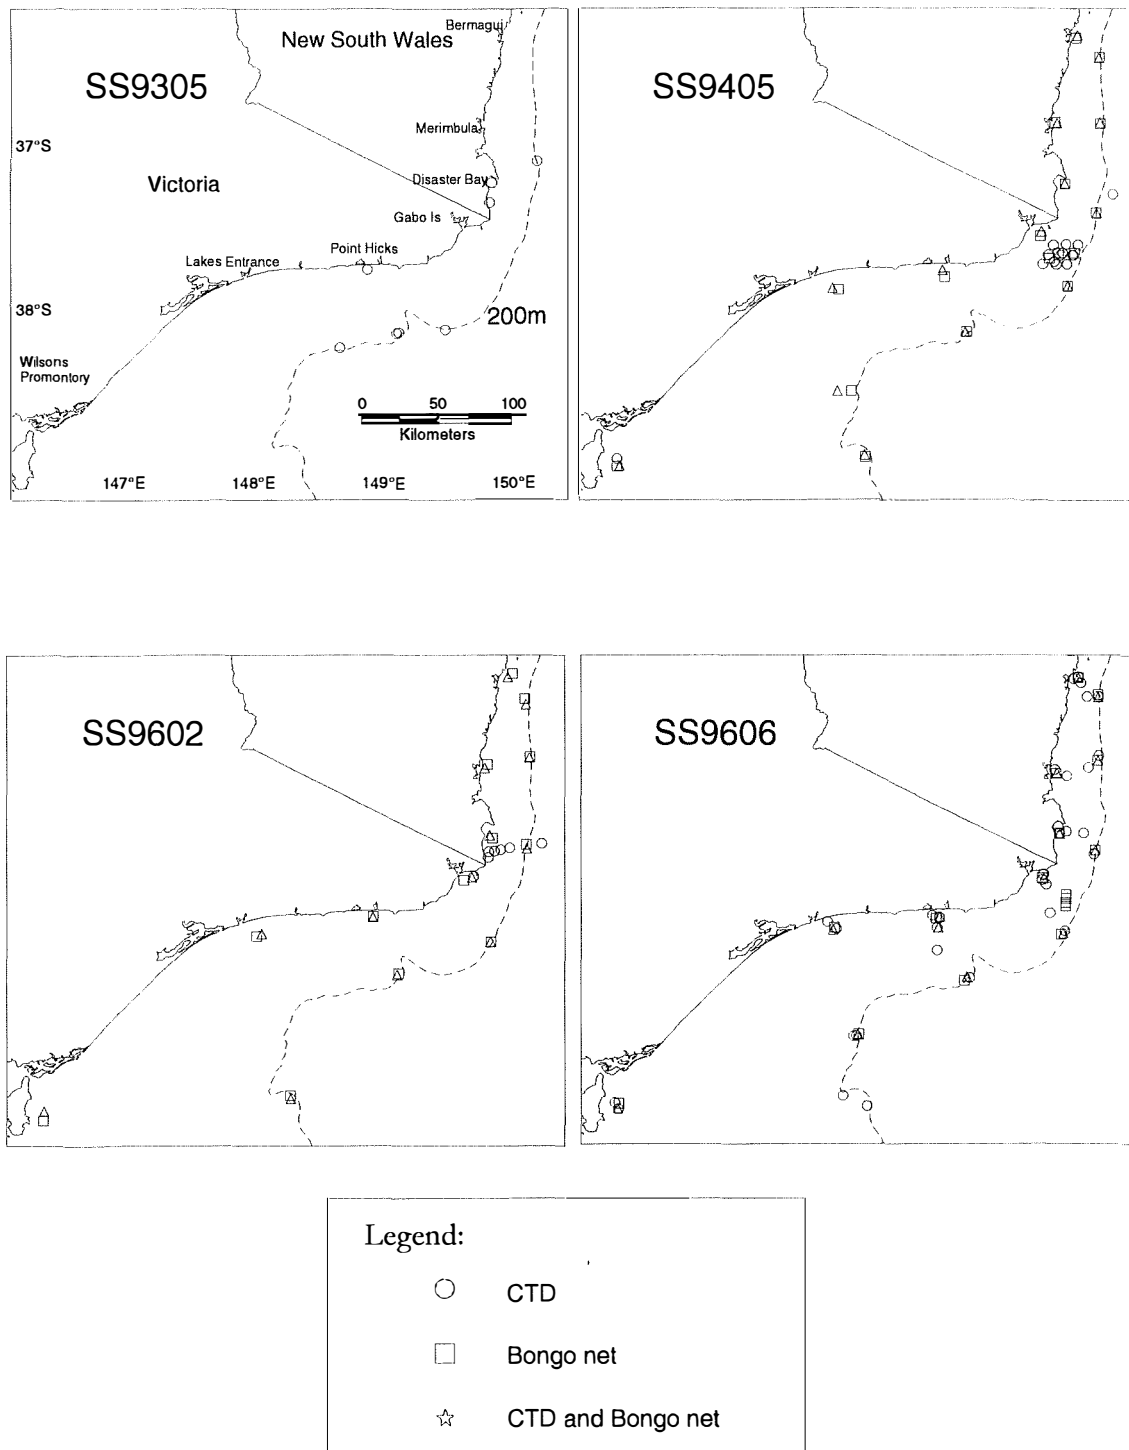 Bermagui
New South Wales
SS9305
Merimbula
37°S
Disaster Bay
Victoria
Gabo Is
Point Hicks
Lakes Entrance
38°S
200m
Wilsons
Promontory
0 50 100
Kilometers
147°E 148°E 149°E 150°E
SS9405
SS9602
SS9606
Legend:
CTD
Bongo net
CTD and Bongo net